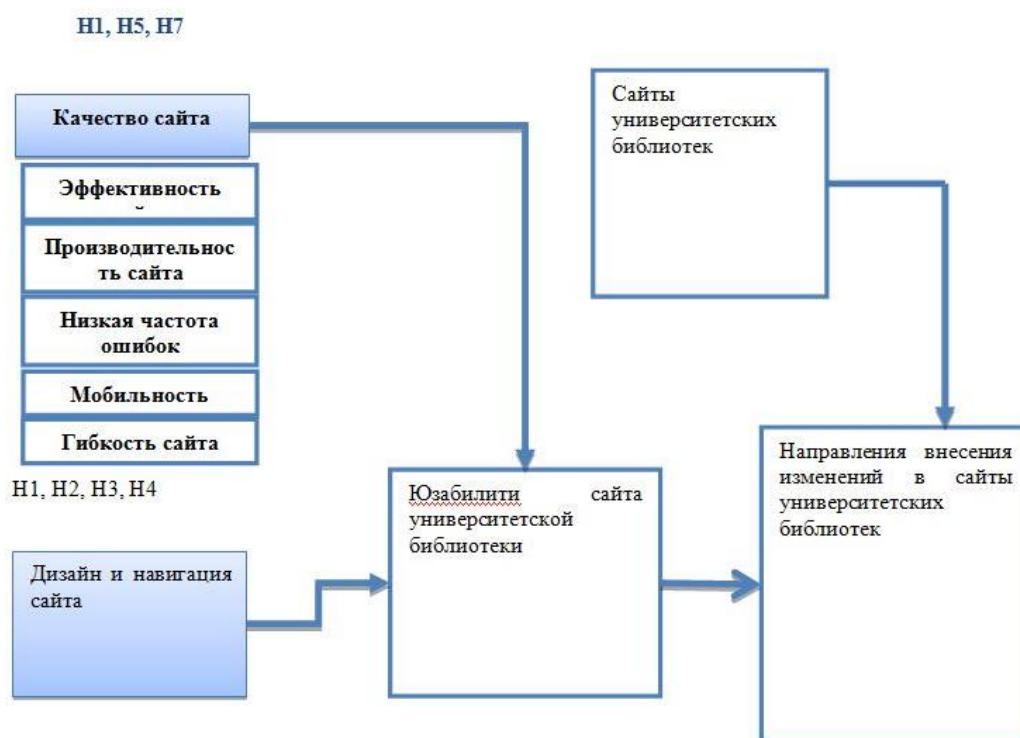 H1, H5, H7
Качество сайта
Эффективность
Производительнос
ть сайта
Низкая частота
ошибок
Мобильность
Гибкость сайта
H1, H2, H3, H4
Дизайн и навигация
сайта
Юзабилити сайта
университетской
библиотеки
Сайты
университетских
библиотек
Направления внесения
изменений в сайты
университетских
библиотек